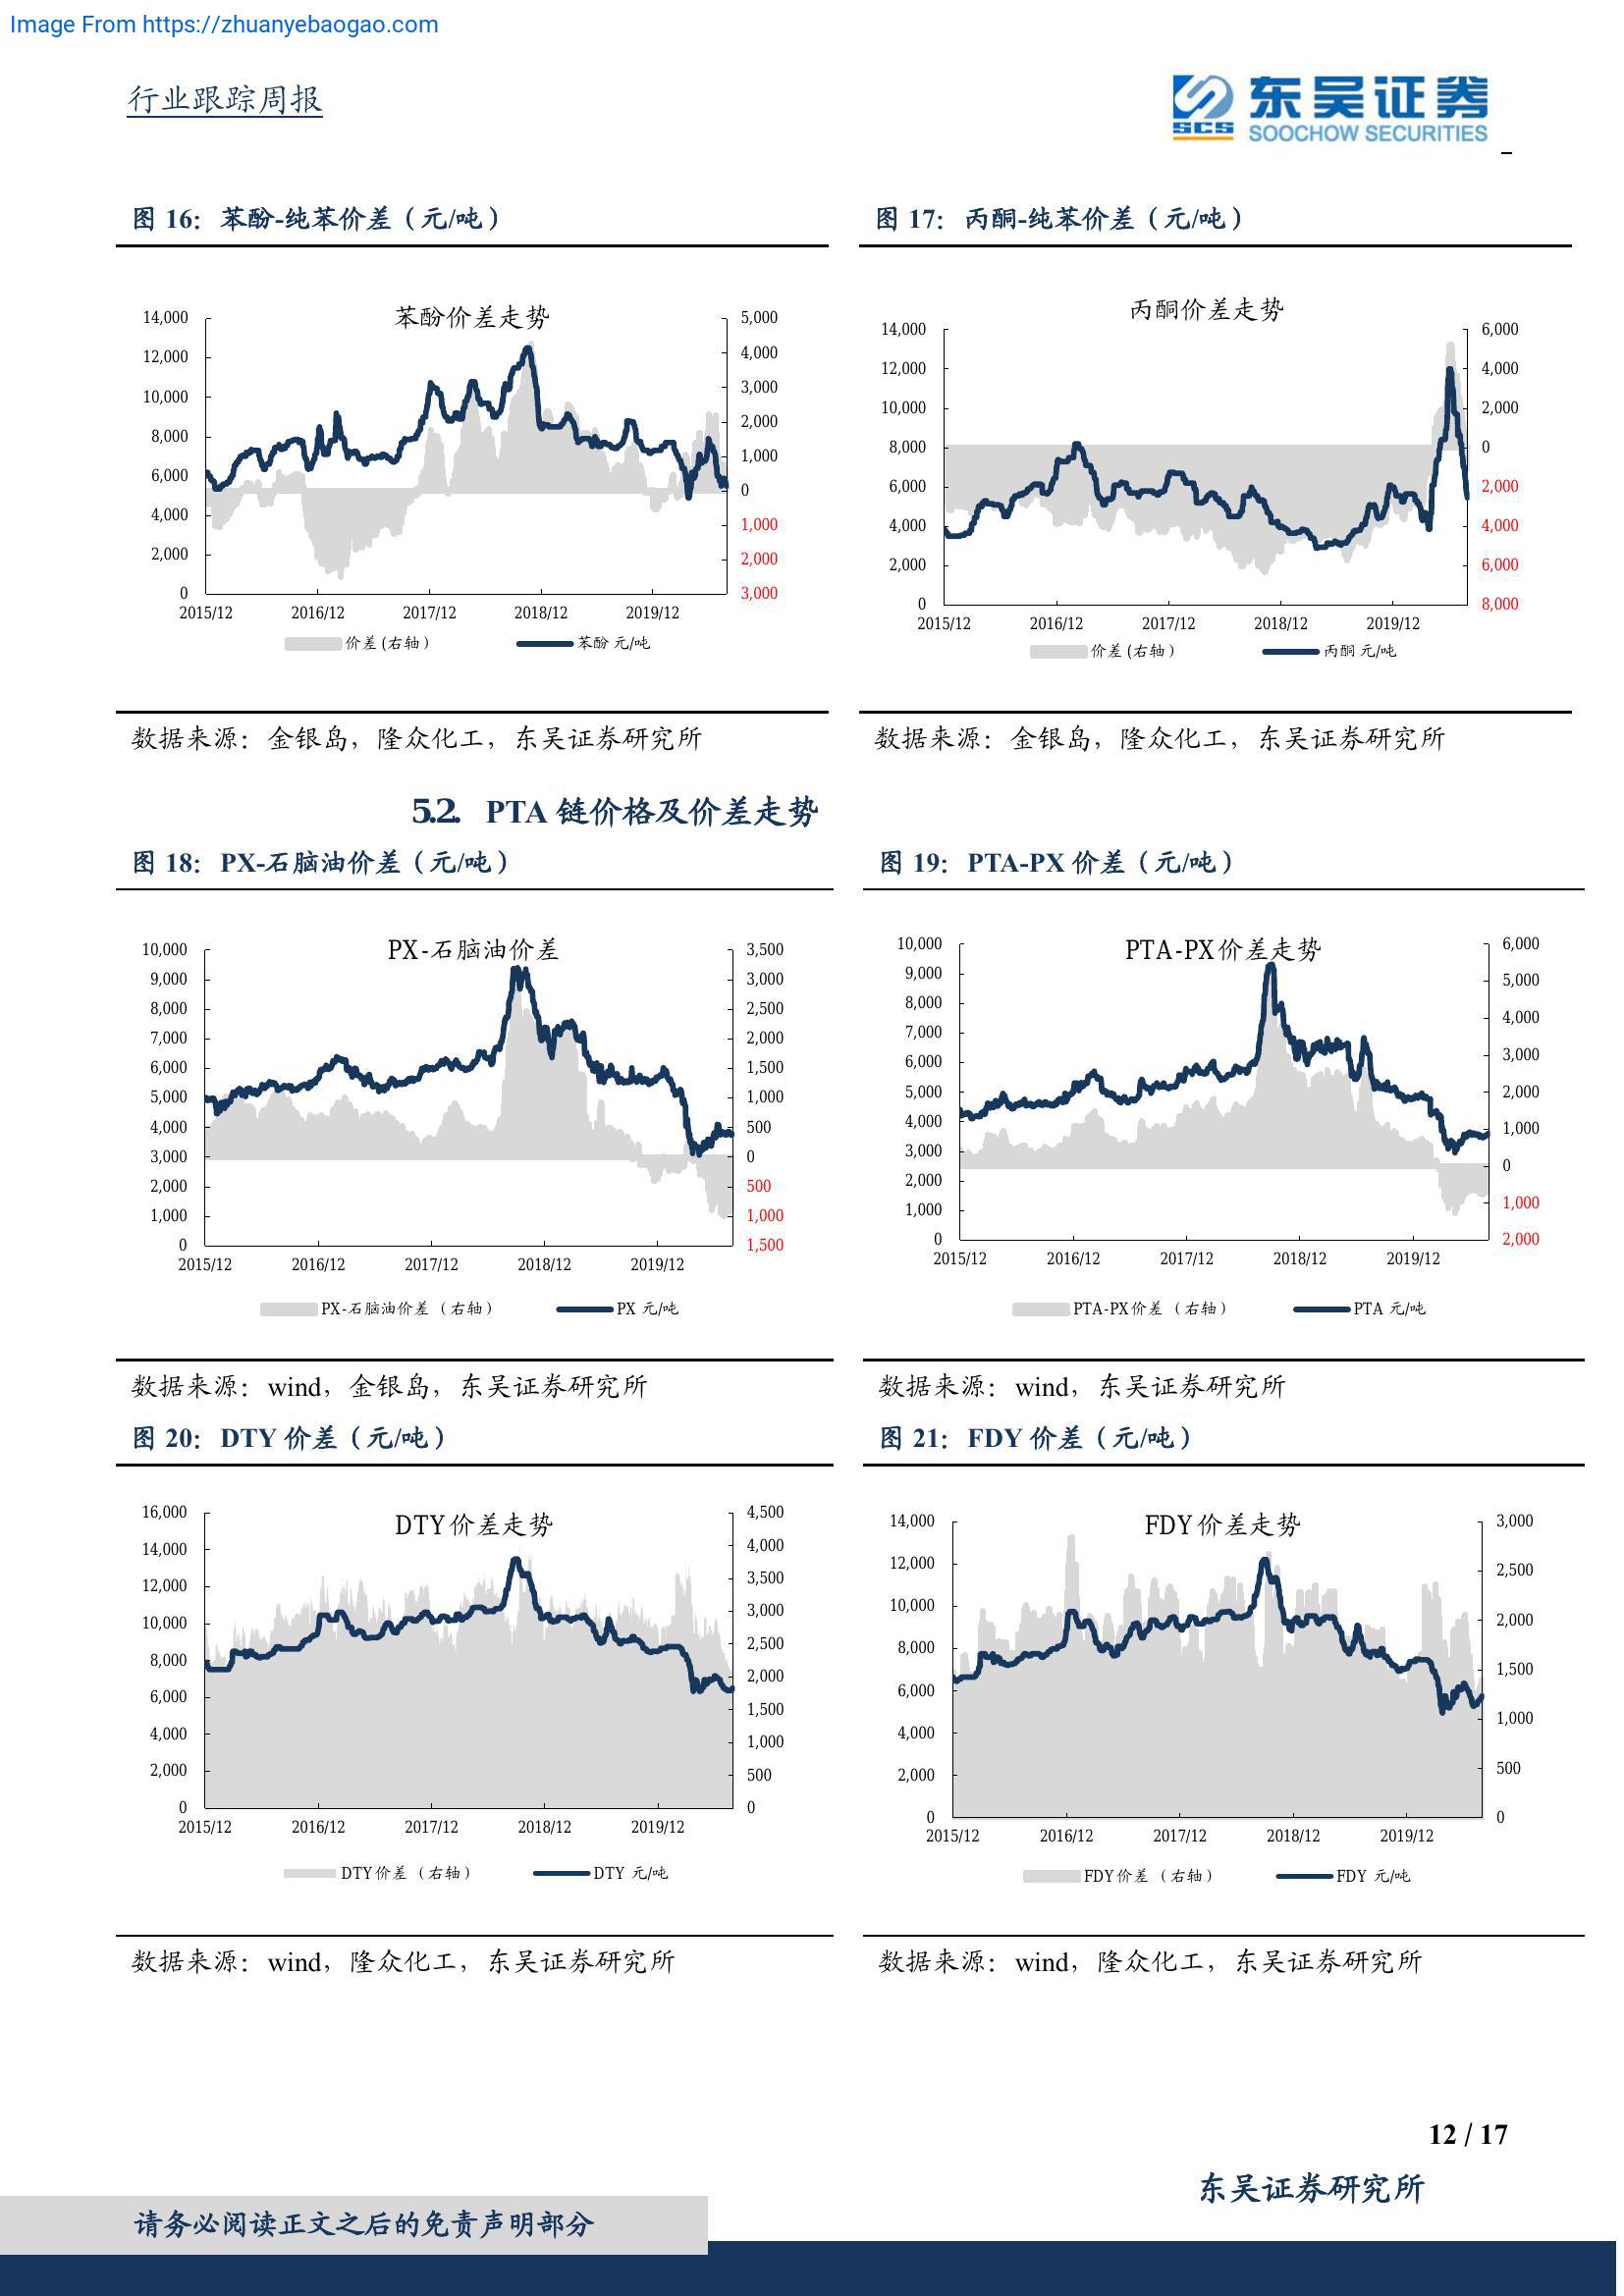 Image From https://zhuanyebaogao.com
行业跟踪周报
SCS
东吴证券
SOOCHOW SECURITIES
图 16：苯酚-纯苯价差（元/吨）
苯酚价差走势
14,000
12,000
10,000
8,000
6,000
4,000
2,000
0
5,000
4,000
3,000
2,000
1,000
0
1,000
2,000
3,000
2015/12 2016/12 2017/12 2018/12 2019/12
价差 (右轴） 苯酚 元/吨
数据来源：金银岛，隆众化工，东吴证券研究所
图 17：丙酮-纯苯价差（元/吨）
丙酮价差走势
14,000
12,000
10,000
8,000
6,000
4,000
2,000
0
6,000
4,000
2,000
0
2,000
4,000
6,000
8,000
2015/12 2016/12 2017/12 2018/12 2019/12
价差 (右轴） 丙酮 元/吨
数据来源：金银岛，隆众化工，东吴证券研究所
5.2. PTA 链价格及价差走势
图 18：PX-石脑油价差（元/吨）
PX-石脑油价差
10,000
9,000
8,000
7,000
6,000
5,000
4,000
3,000
2,000
1,000
0
3,500
3,000
2,500
2,000
1,500
1,000
500
0
500
1,000
1,500
2015/12 2016/12 2017/12 2018/12 2019/12
PX-石脑油价差（右轴） PX 元/吨
数据来源：wind，金银岛，东吴证券研究所
图 19：PTA-PX 价差（元/吨）
PTA-PX价差走势
10,000
9,000
8,000
7,000
6,000
5,000
4,000
3,000
2,000
1,000
0
6,000
5,000
4,000
3,000
2,000
1,000
0
1,000
2,000
2015/12 2016/12 2017/12 2018/12 2019/12
PTA-PX价差（右轴） PTA 元/吨
数据来源：wind，东吴证券研究所
图 20：DTY 价差（元/吨）
DTY价差走势
16,000
14,000
12,000
10,000
8,000
6,000
4,000
2,000
0
4,500
4,000
3,500
3,000
2,500
2,000
1,500
1,000
500
0
2015/12 2016/12 2017/12 2018/12 2019/12
DTY价差（右轴） DTY 元/吨
数据来源：wind，隆众化工，东吴证券研究所
图 21：FDY 价差（元/吨）
FDY价差走势
14,000
12,000
10,000
8,000
6,000
4,000
2,000
0
3,000
2,500
2,000
1,500
1,000
500
0
2015/12 2016/12 2017/12 2018/12 2019/12
FDY价差（右轴） FDY 元/吨
数据来源：wind，隆众化工，东吴证券研究所
12 / 17
东吴证券研究所
请务必阅读正文之后的免责声明部分